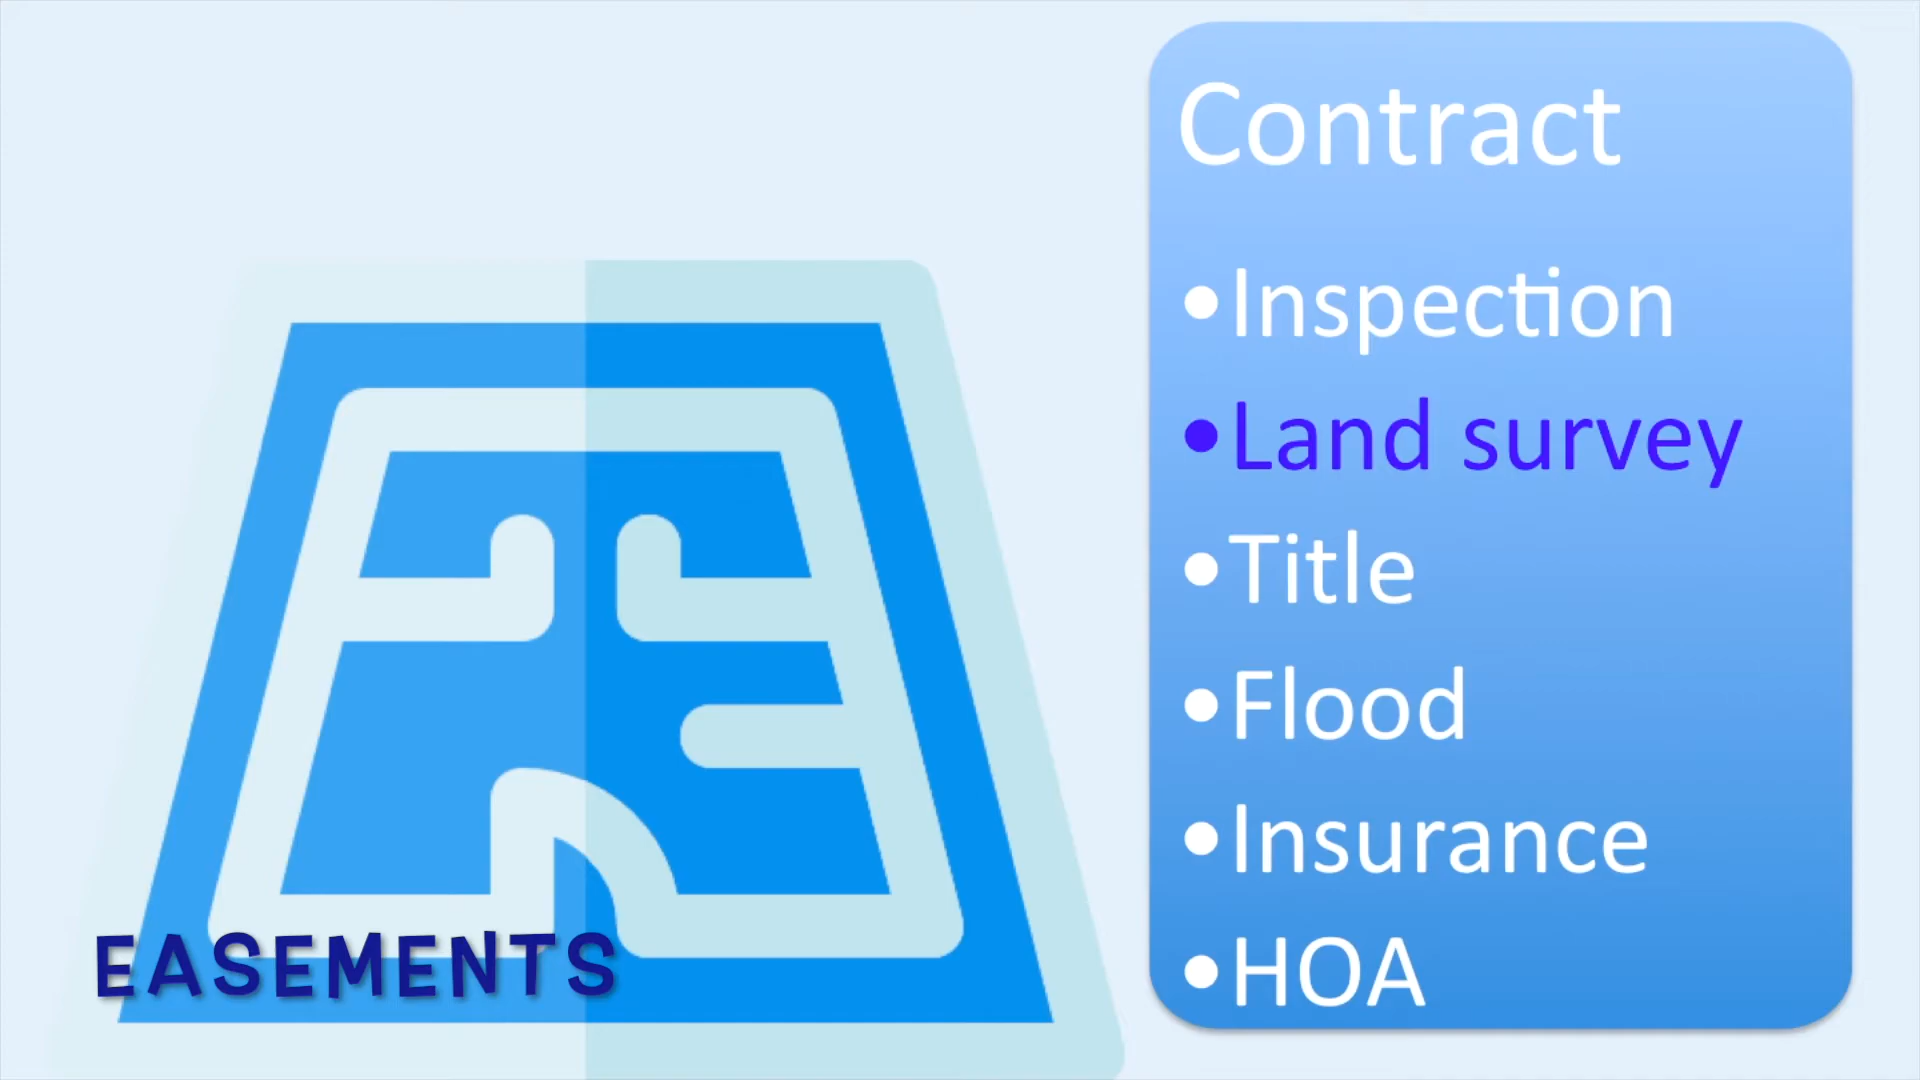 Contract
•Inspection
•Land survey
•Title
•Flood
•Insurance
•HOA
EASEMENTS